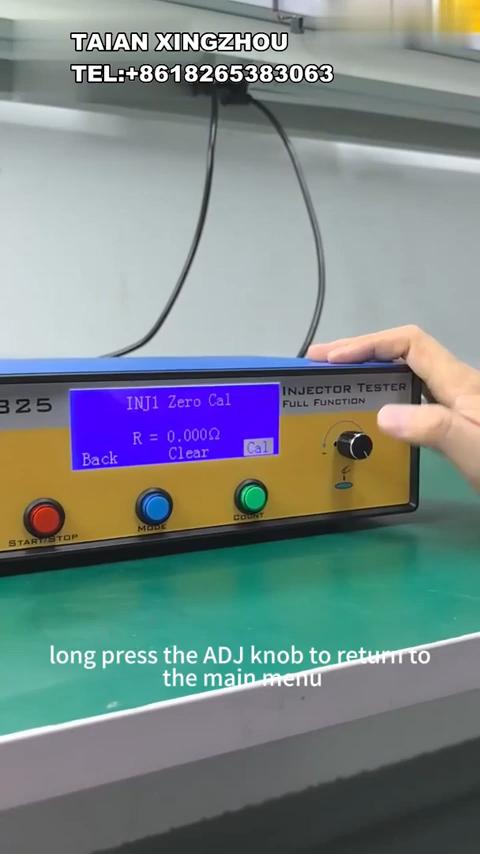 TAIAN XINGZHOU
TEL:+8618265383063
325
INJECTOR TESTER
FULL FUNCTION
INJ1 Zero Cal
R = 0.000Ω
Back Clear Cal
START/STOP
MODE
COUNT
long press the ADJ knob to return to
the main menu